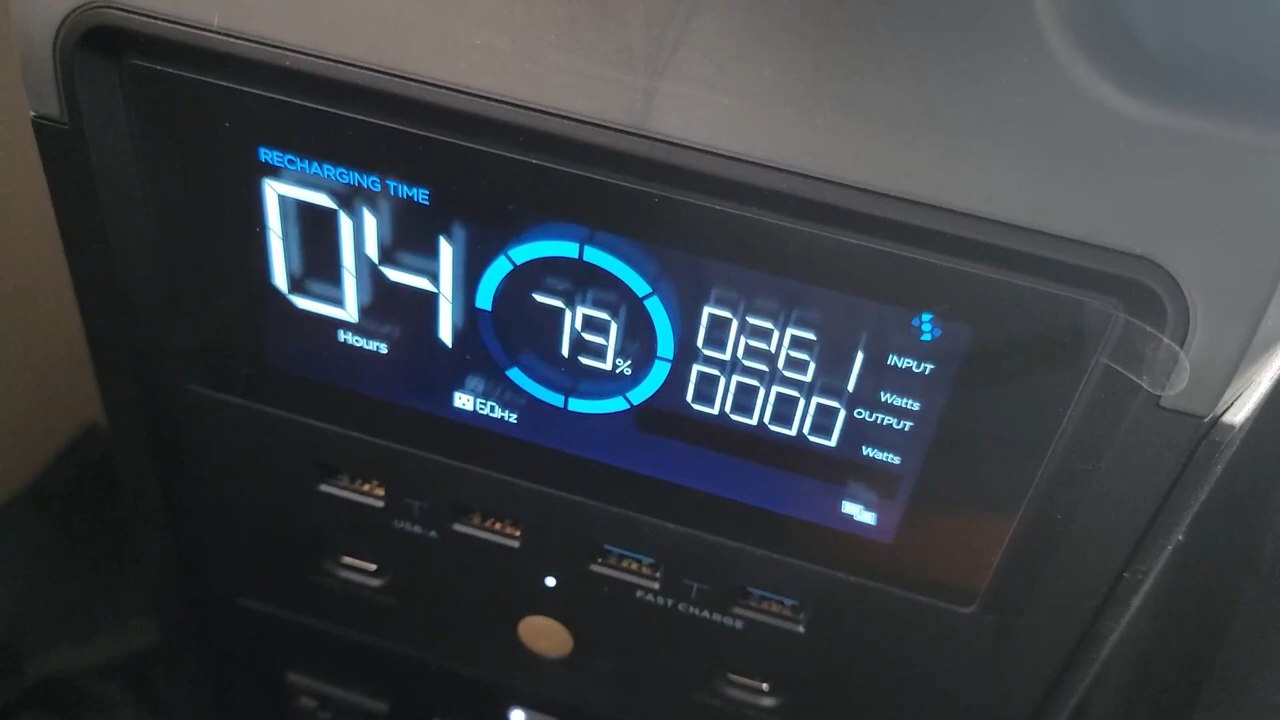 RECHARGING TIME
04
Hours
79%
0261
INPUT
Watts
0000
OUTPUT
Watts
60Hz
USB-A
FAST CHARGE